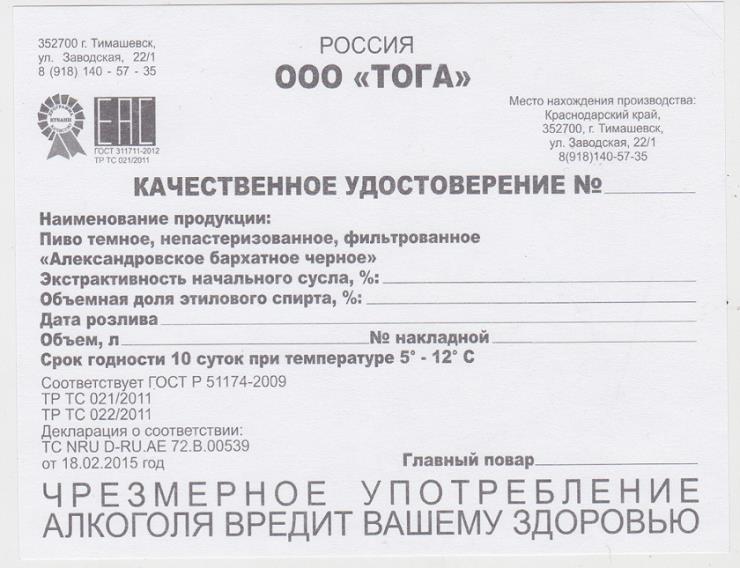 352700 г. Тимашевск,
ул. Заводская, 22/1
8 (918) 140 - 57 - 35
РОССИЯ
ООО «ТОГА»
Место нахождения производства:
Краснодарский край,
352700, г. Тимашевск,
ул. Заводская, 22/1
8(918)140-57-35
КУБАНИ
ЕАС
ГОСТ 311711-2012
ТР ТС 021/2011
КАЧЕСТВЕННОЕ УДОСТОВЕРЕНИЕ №
Наименование продукции:
Пиво темное, непастеризованное, фильтрованное
«Александровское бархатное черное»
Экстрактивность начального сусла, %:
Объемная доля этилового спирта, %:
Дата розлива
Объем, л № накладной
Срок годности 10 суток при температуре 5° - 12° С
Соответствует ГОСТ Р 51174-2009
ТР ТС 021/2011
ТР ТС 022/2011
Декларация о соответствии:
ТС NRU D-RU.АЕ 72.В.00539
от 18.02.2015 год
Главный повар
ЧРЕЗМЕРНОЕ УПОТРЕБЛЕНИЕ
АЛКОГОЛЯ ВРЕДИТ ВАШЕМУ ЗДОРОВЬЮ